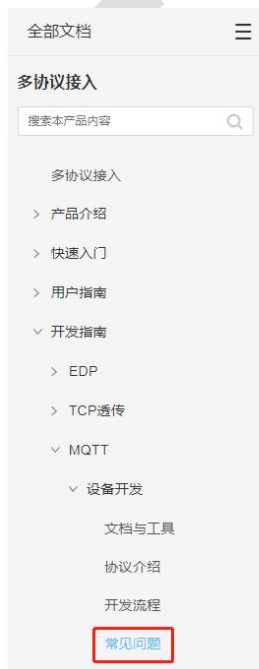 全部文档
多协议接入
搜索本产品内容
多协议接入
产品介绍
快速入门
用户指南
开发指南
EDP
TCP透传
MQTT
设备开发
文档与工具
协议介绍
开发流程
常见问题